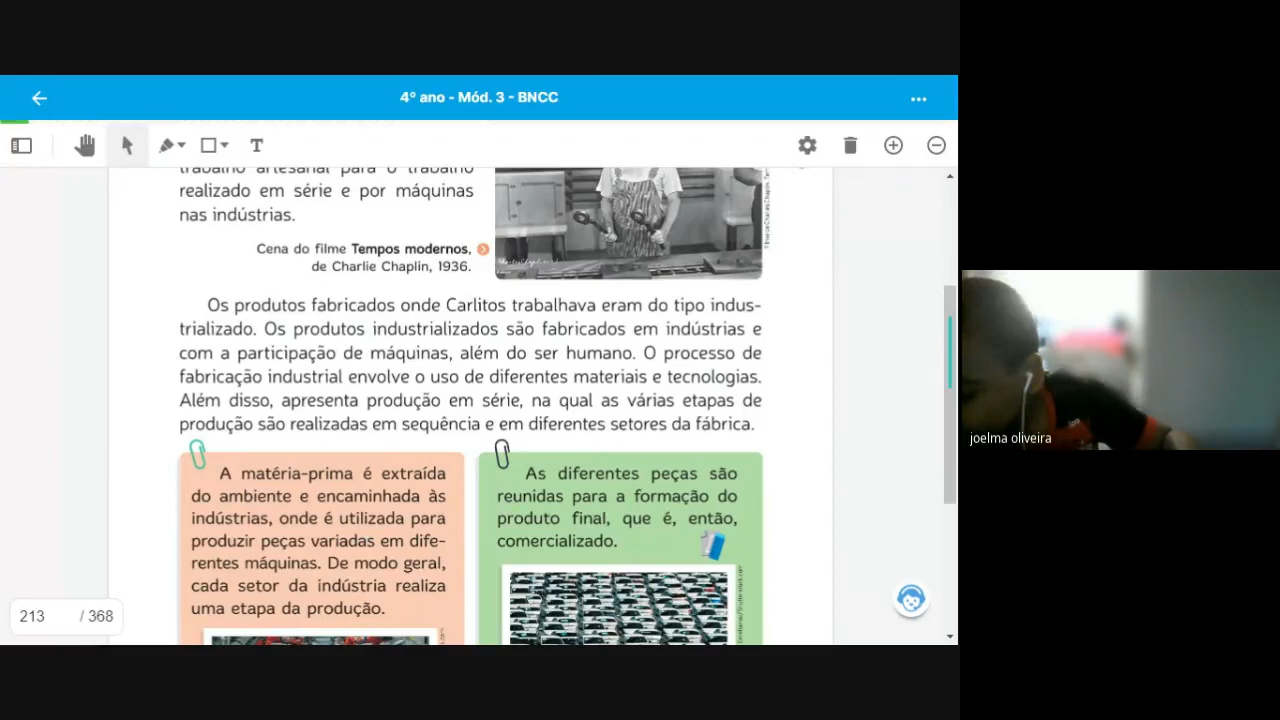 4º ano - Mód. 3 - BNCC
T
trabalho artesanal para o trabalho
realizado em série e por máquinas
nas indústrias.
Cena do filme Tempos modernos,
de Charlie Chaplin, 1936.
Os produtos fabricados onde Carlitos trabalhava eram do tipo indus-
trializado. Os produtos industrializados são fabricados em indústrias e
com a participação de máquinas, além do ser humano. O processo de
fabricação industrial envolve o uso de diferentes materiais e tecnologias.
Além disso, apresenta produção em série, na qual as várias etapas de
produção são realizadas em sequência e em diferentes setores da fábrica.
A matéria-prima é extraída
do ambiente e encaminhada às
indústrias, onde é utilizada para
produzir peças variadas em dife-
rentes máquinas. De modo geral,
cada setor da indústria realiza
uma etapa da produção.
As diferentes peças são
reunidas para a formação do
produto final, que é, então,
comercializado.
213 / 368
joelma oliveira